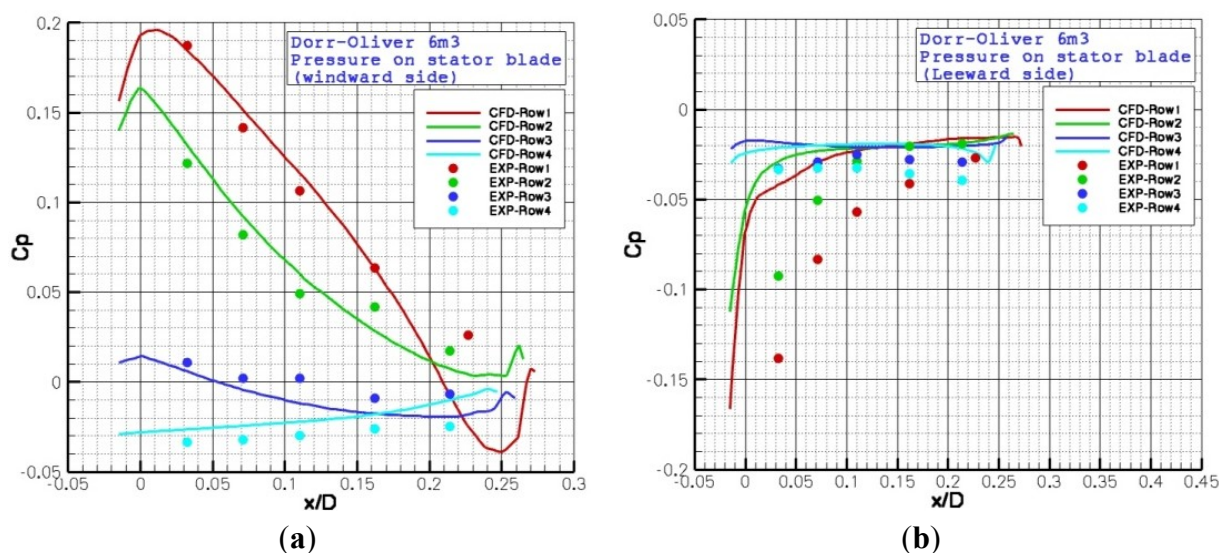 0.2
0.15
0.1
0.05
0
-0.05
Cp
-0.05
0
0.05
0.1
0.15
0.2
0.25
0.3
x/D
Dorr-Oliver 6m3
Pressure on stator blade
(windward side)
CFD-Row1
CFD-Row2
CFD-Row3
CFD-Row4
EXP-Row1
EXP-Row2
EXP-Row3
EXP-Row4
(a)
0.05
0
-0.05
-0.1
-0.15
-0.2
Cp
-0.05
0
0.05
0.1
0.15
0.2
0.25
0.3
0.35
0.4
0.45
x/D
Dorr-Oliver 6m3
Pressure on stator blade
(Leeward side)
CFD-Row1
CFD-Row2
CFD-Row3
CFD-Row4
EXP-Row1
EXP-Row2
EXP-Row3
EXP-Row4
(b)